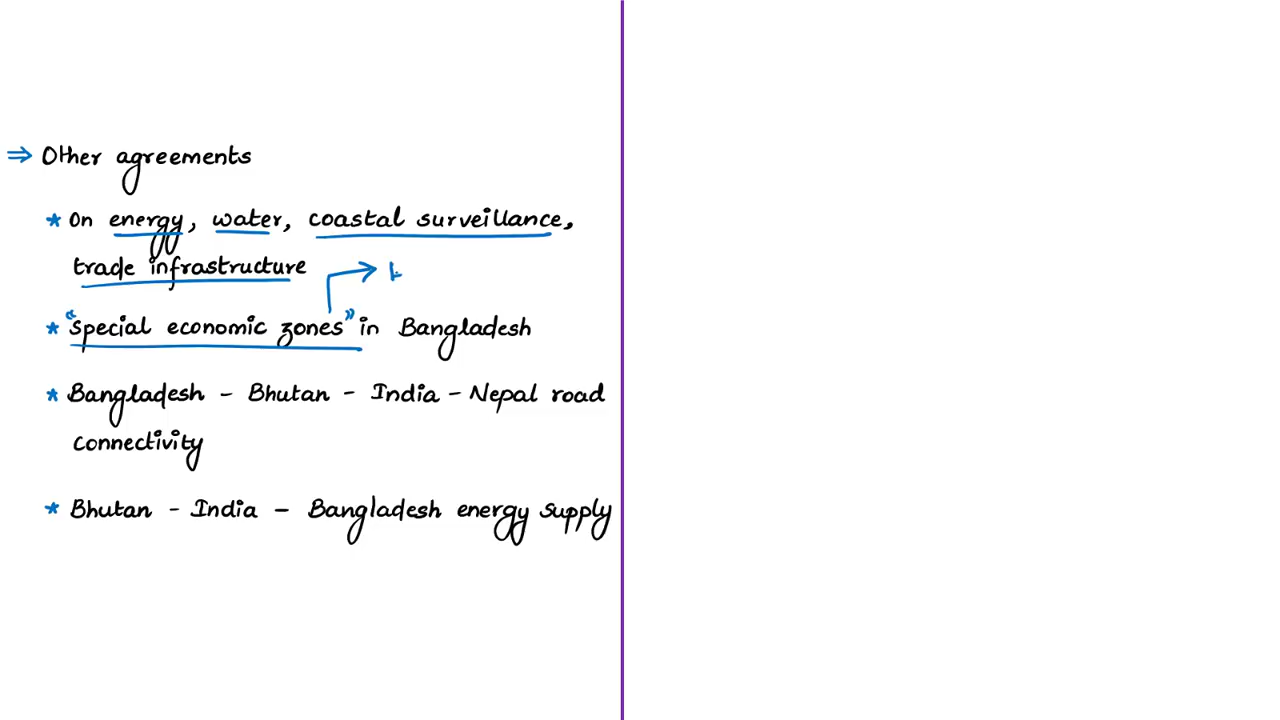 ⇒ Other agreements
* On energy, water, coastal surveillance,
trade infrastructure
* "special economic zones" in Bangladesh
* Bangladesh - Bhutan - India - Nepal road
connectivity
* Bhutan - India - Bangladesh energy supply